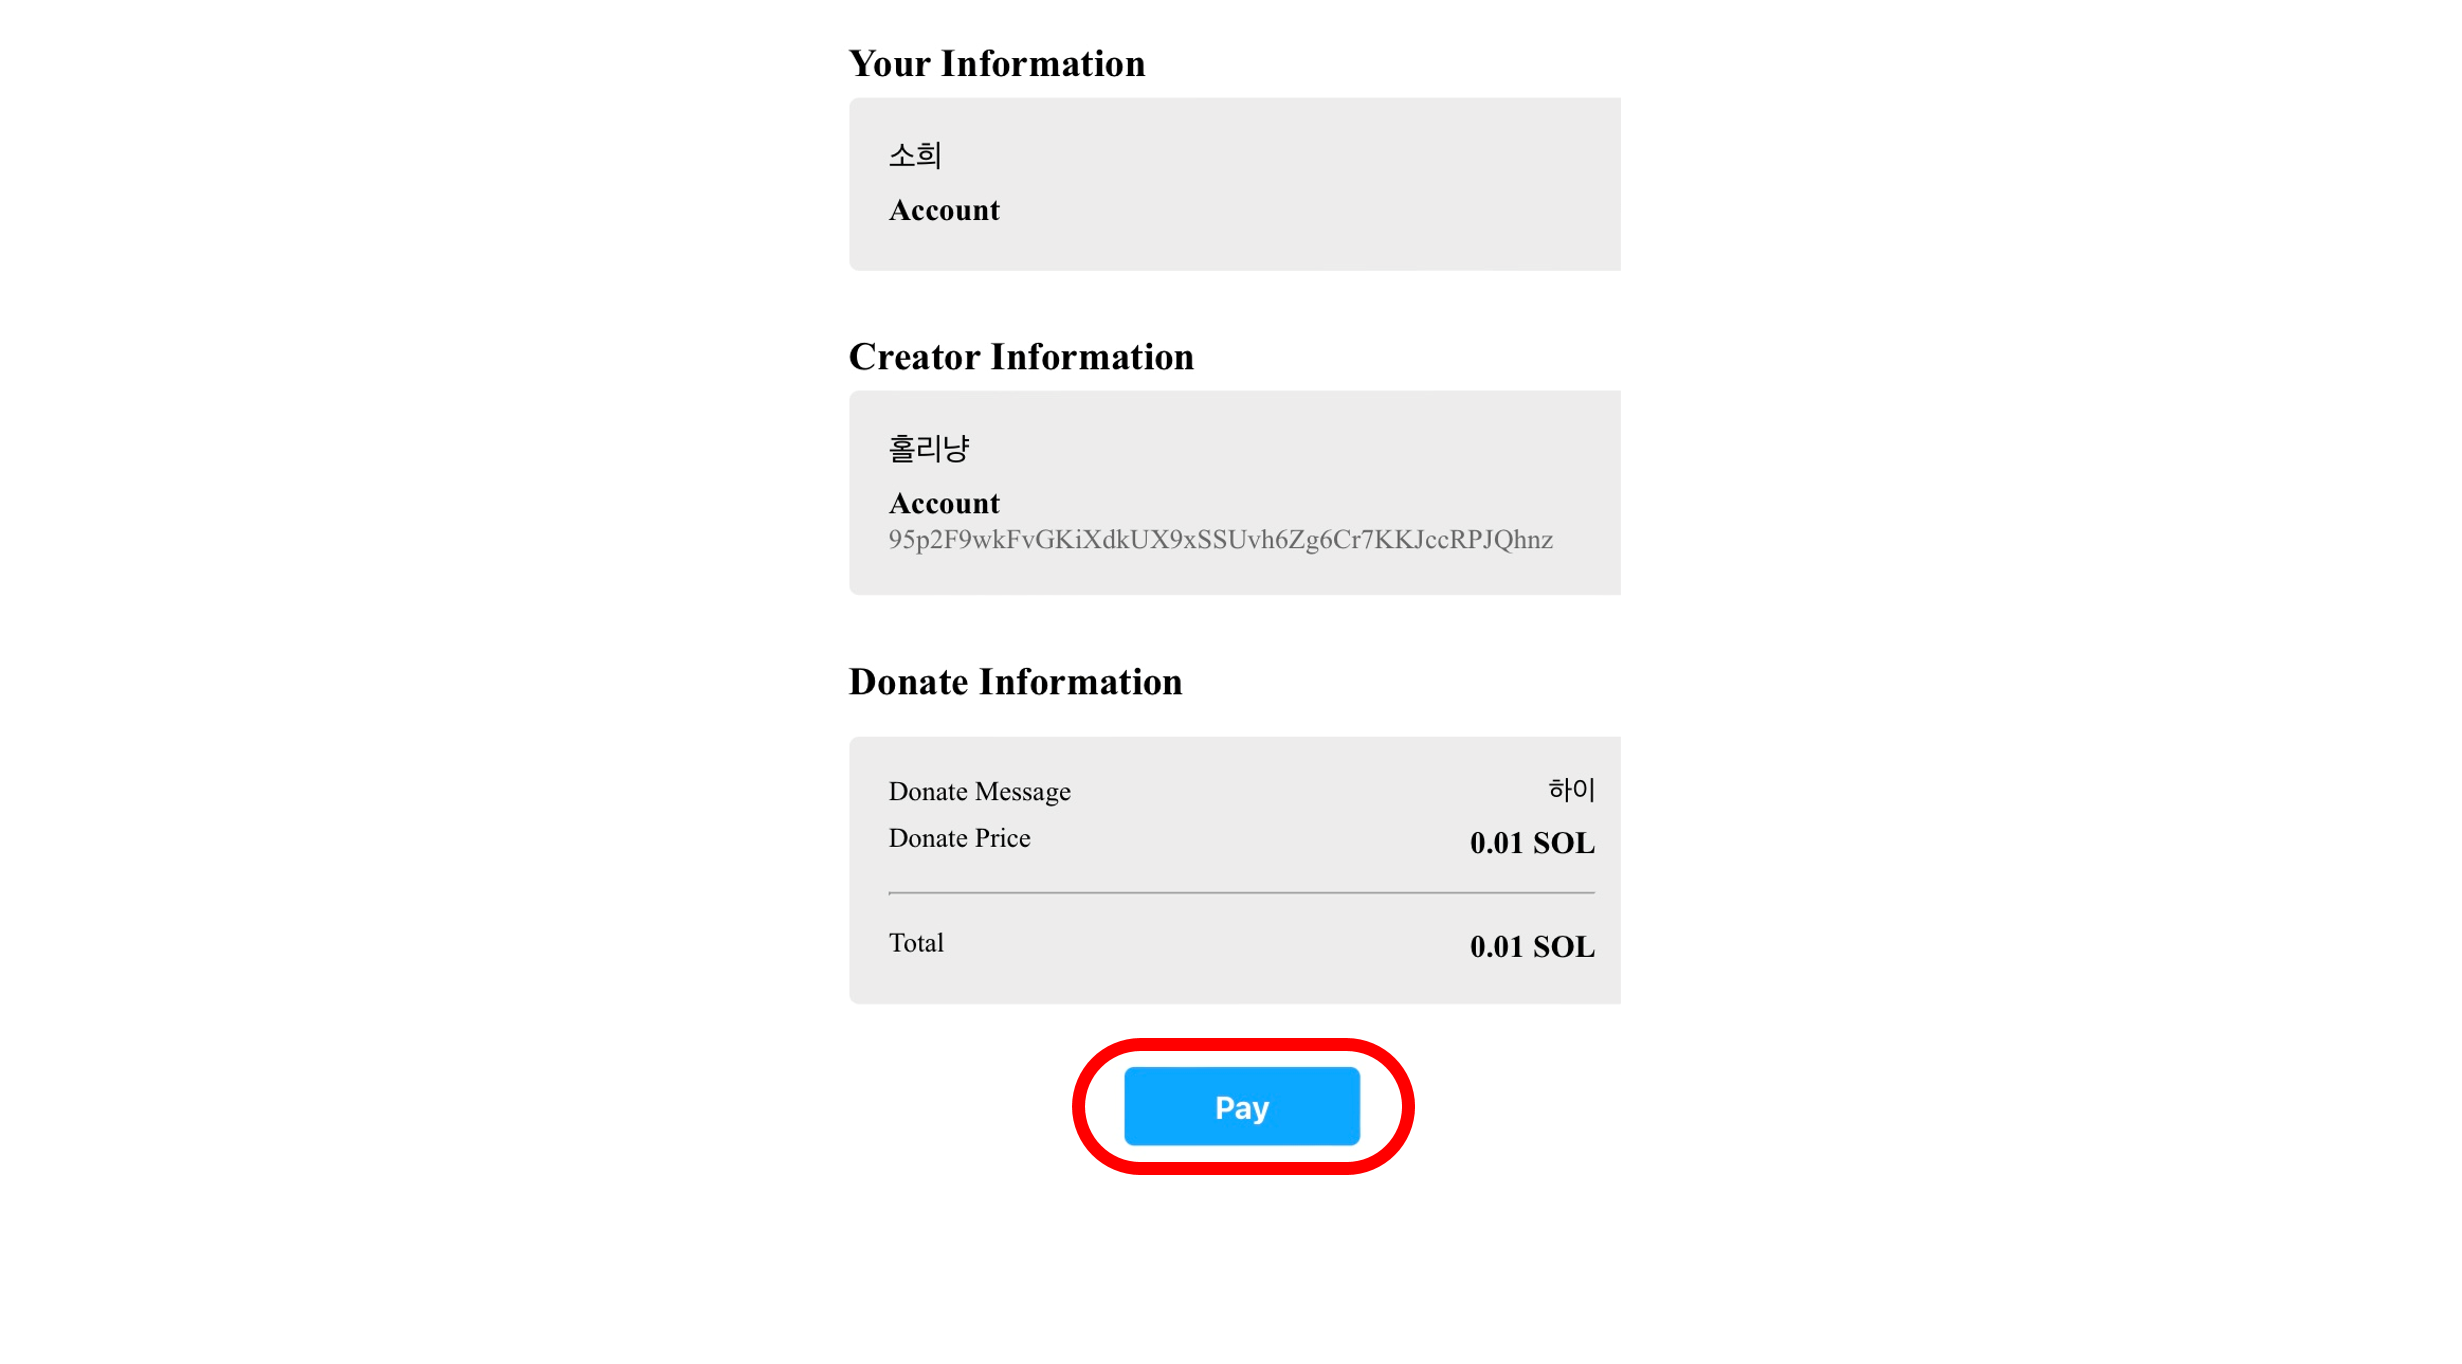 Your Information
소희
Account
Creator Information
홀리냥
Account
95p2F9wkFvGKiXdkUX9xSSUvh6Zg6Cr7KKJccRPJQhnz
Donate Information
Donate Message 하이
Donate Price 0.01 SOL
Total 0.01 SOL
Pay